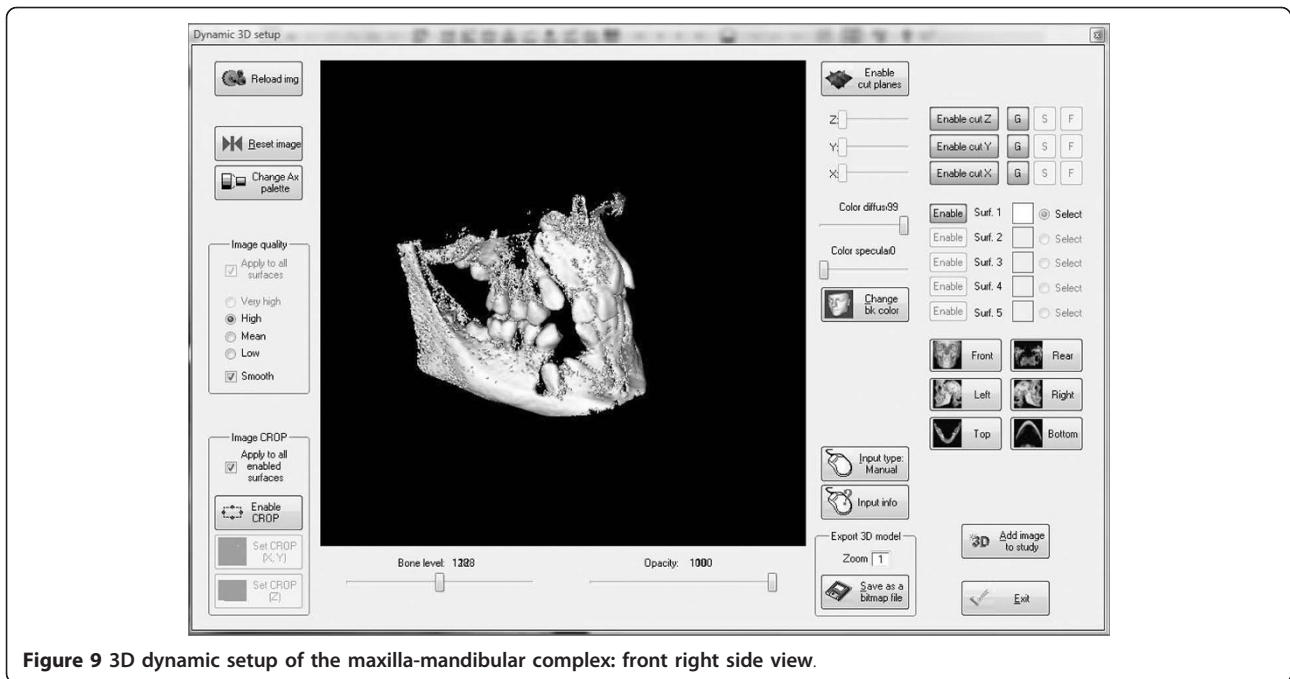 Dynamic 3D setup
Reload img
Reset image
Change Ax
palette
Image quality
Apply to all
surfaces
Very high
High
Mean
Low
Smooth
Image CROP
Apply to all
enabled
surfaces
Enable
CROP
Set CROP
(X, Y)
Set CROP
(Z)
Bone level:
Opacity:
Enable
cut planes
Z:
Y:
X:
Enable cut Z G S F
Enable cut Y G S F
Enable cut X G S F
Color diffus:99
Color specular0
Change
bk color
Enable Surf. 1 Select
Enable Surf. 2 Select
Enable Surf. 3 Select
Enable Surf. 4 Select
Enable Surf. 5 Select
Front Rear
Left Right
Top Bottom
Input type:
Manual
Input info
Export 3D model
Zoom 1
Save as a
bitmap file
3D Add image
to study
Exit
Figure 9 3D dynamic setup of the maxilla-mandibular complex: front right side view.